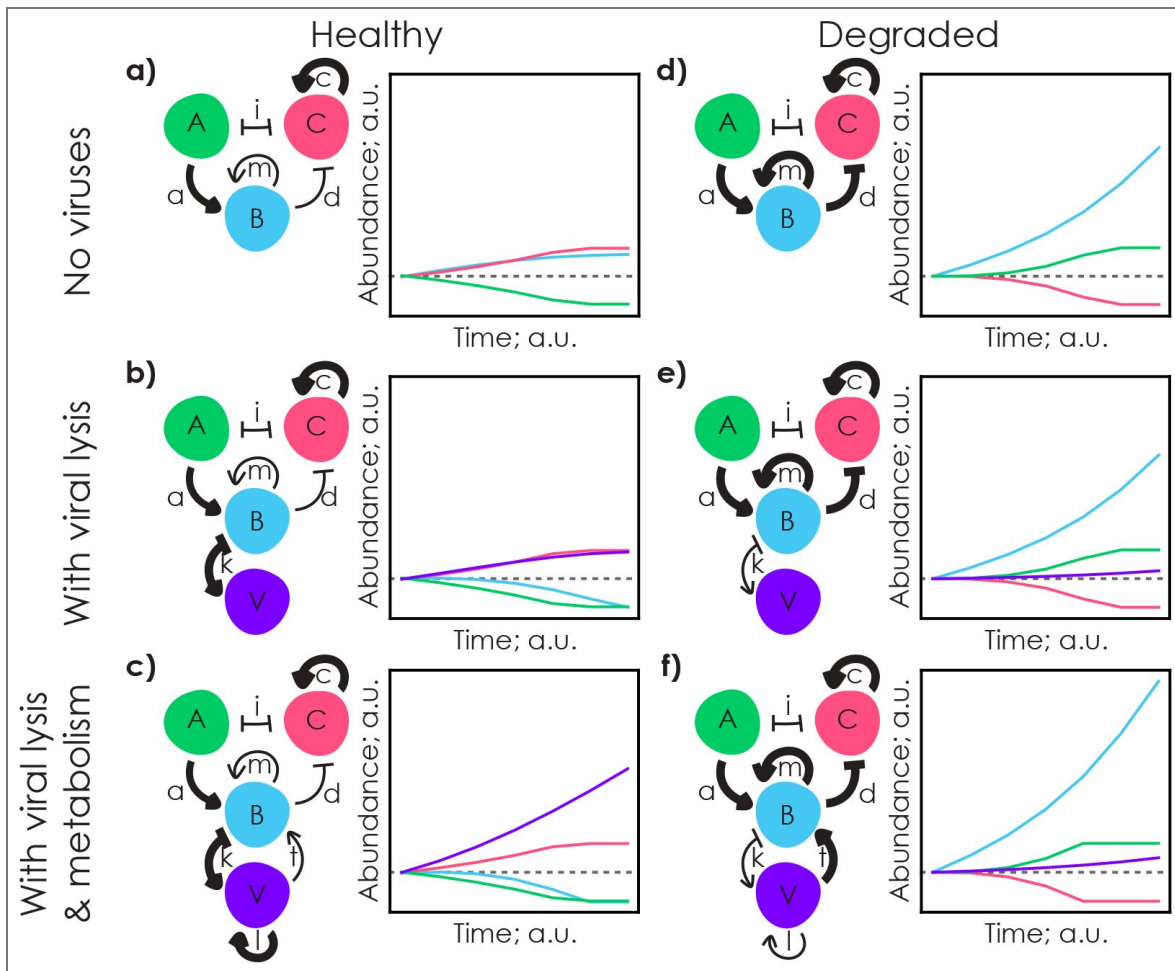 Healthy
Degraded
No viruses
With viral lysis
With viral lysis
& metabolism
a)
A
i
C
c
a
m
B
d
Abundance; a.u.
Time; a.u.
d)
A
i
C
c
a
m
B
d
Abundance; a.u.
Time; a.u.
b)
A
i
C
c
a
m
B
d
k
V
Abundance; a.u.
Time; a.u.
e)
A
i
C
c
a
m
B
d
k
V
Abundance; a.u.
Time; a.u.
c)
A
i
C
c
a
m
B
d
k
t
V
l
Abundance; a.u.
Time; a.u.
f)
A
i
C
c
a
m
B
d
k
t
V
l
Abundance; a.u.
Time; a.u.